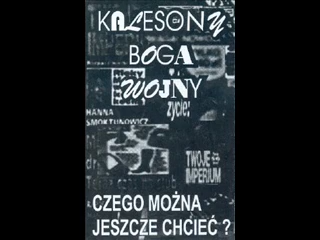 KALESONY
BOGA
WOJNY
życie:
HANNA
SMOKTUNOWICZ
TWOJE
IMPERIUM
CZEGO MOŻNA
JESZCZE CHCIEĆ ?